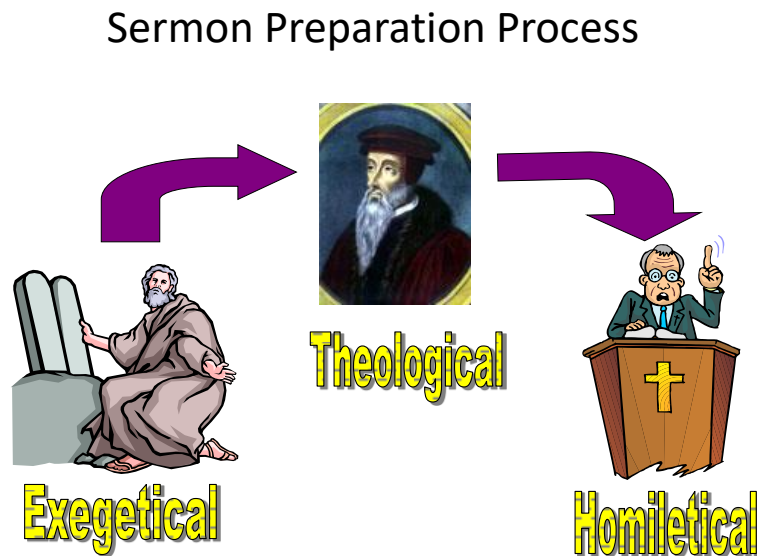 Sermon Preparation Process
Theological
Exegetical
Homiletical